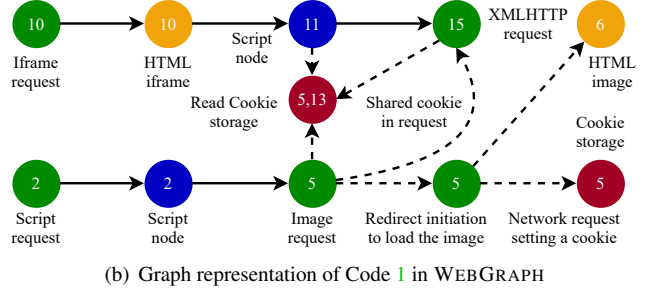 10
10
11
15
XMLHTTP
request
6
Iframe
request
HTML
iframe
Script
node
HTML
image
5,13
Read Cookie
storage
Shared cookie
in request
Cookie
storage
2
2
5
5
5
Script
request
Script
node
Image
request
Redirect initiation
to load the image
Network request
setting a cookie
(b) Graph representation of Code 1 in WEBGRAPH